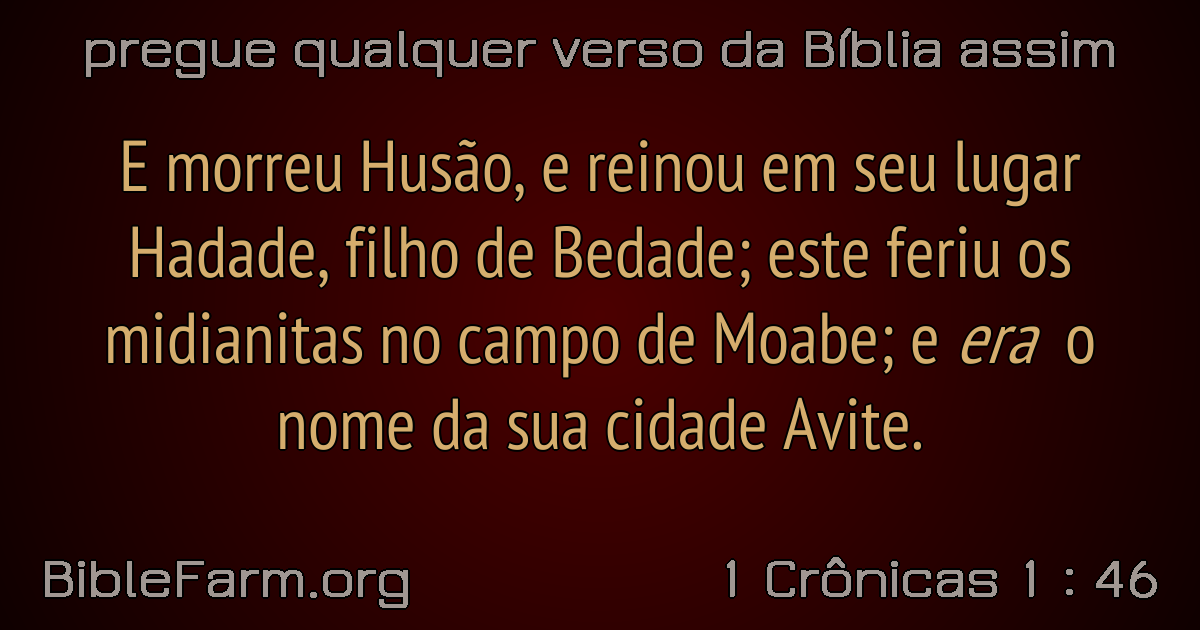 pregue qualquer verso da Bíblia assim
E morreu Husão, e reinou em seu lugar
Hadade, filho de Bedade; este feriu os
midianitas no campo de Moabe; e era o
nome da sua cidade Avite.
BibleFarm.org
1 Crônicas 1 : 46